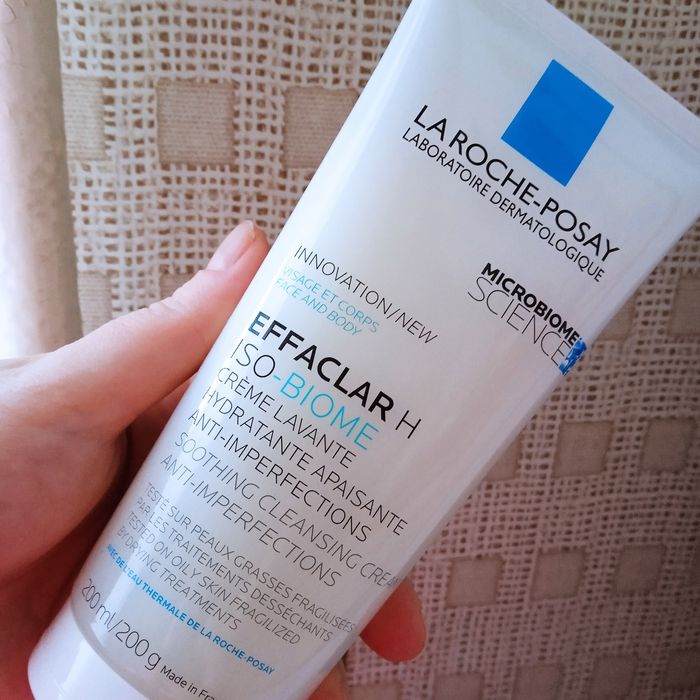 LA ROCHE-POSAY
LABORATOIRE DERMATOLOGIQUE
MICROBIOME
SCIENCE
INNOVATION/NEW
VISAGE ET CORPS
FACE AND BODY
EFFACLAR H
ISO-BIOME
CRÈME LAVANTE
HYDRATANTE APAISANTE
ANTI-IMPERFECTIONS
SOOTHING CLEANSING CREAM
ANTI-IMPERFECTIONS
TESTÉ SUR PEAUX GRASSES FRAGILISÉES
PAR LES TRAITEMENTS DESSÉCHANTS
TESTED ON OILY SKIN FRAGILIZED
BY DRYING TREATMENTS
AVEC DE L'EAU THERMALE DE LA ROCHE-POSAY
200 ml/200 g Made in